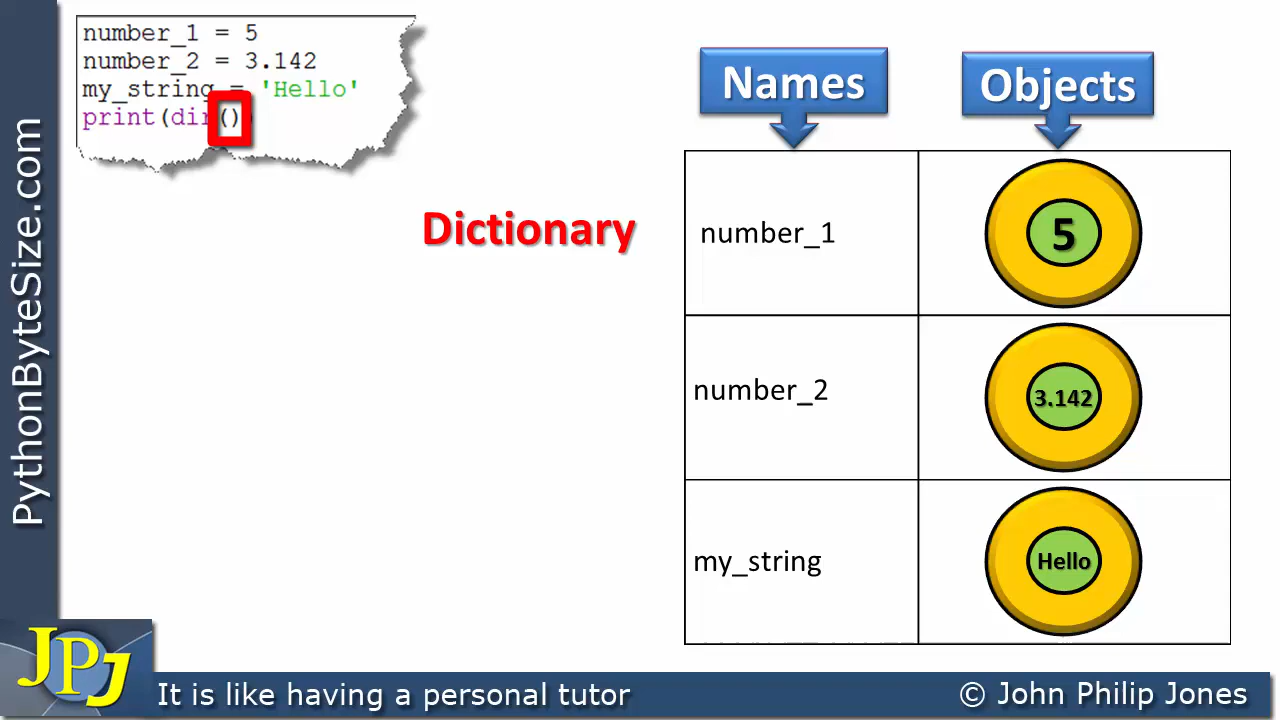 number_1 = 5
number_2 = 3.142
my_string = 'Hello'
print(dir())
Names
Objects
Dictionary
number_1
5
number_2
3.142
my_string
Hello
PythonByteSize.com
JPJ
It is like having a personal tutor
© John Philip Jones